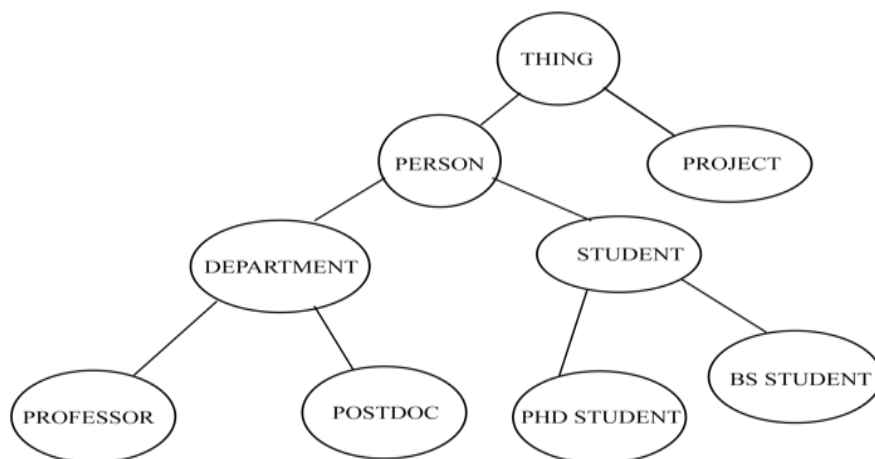 THING
PERSON
PROJECT
DEPARTMENT
STUDENT
PROFESSOR
POSTDOC
PHD STUDENT
BS STUDENT